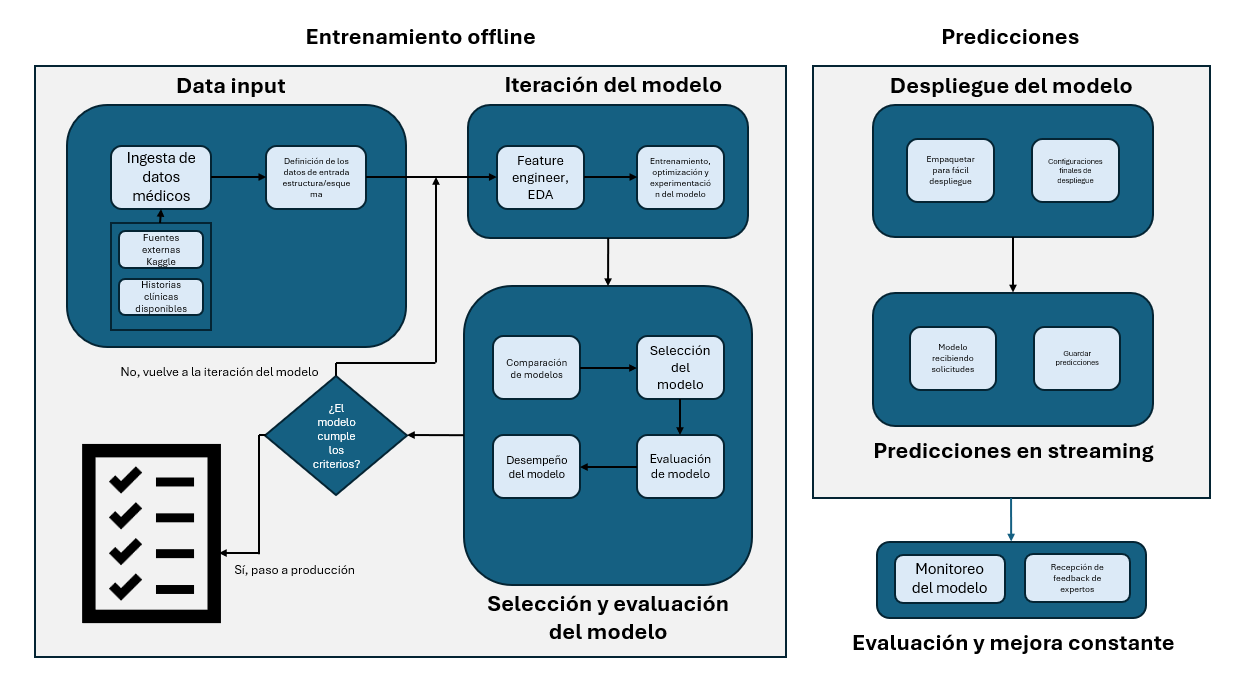 Entrenamiento offline
Predicciones
Data input
Iteración del modelo
Despliegue del modelo
Ingesta de
datos
médicos
Definición de los
datos de entrada
estructura/esque
ma
Feature
engineer,
EDA
Entrenamiento,
optimización y
experimentació
n del modelo
Empaquetar
para fácil
despliegue
Configuraciones
finales de
despliegue
Fuentes
externas
Kaggle
Historias
clínicas
disponibles
No, vuelve a la iteración del modelo
¿El
modelo
cumple
los
criterios?
Sí, paso a producción
Comparación
de modelos
Selección
del
modelo
Desempeño
del modelo
Evaluación
de modelo
Selección y evaluación
del modelo
Modelo
recibiendo
solicitudes
Guardar
predicciones
Predicciones en streaming
Monitoreo
del modelo
Recepción de
feedback de
expertos
Evaluación y mejora constante